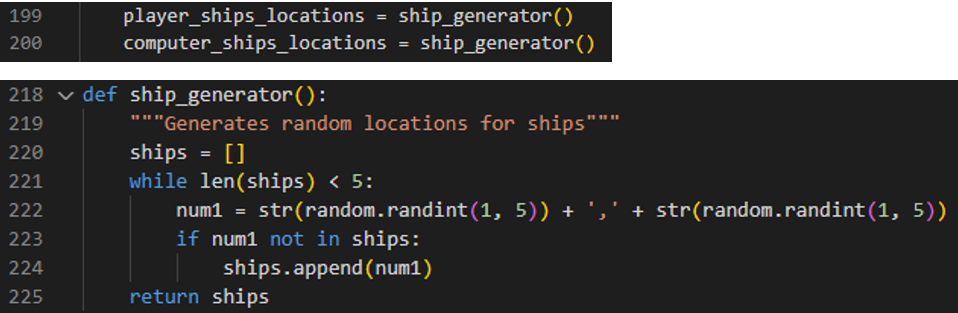 199 player_ships_locations = ship_generator()
200 computer_ships_locations = ship_generator()
218 def ship_generator():
219 """Generates random locations for ships"""
220 ships = []
221 while len(ships) < 5:
222 num1 = str(random.randint(1, 5)) + ',' + str(random.randint(1, 5))
223 if num1 not in ships:
224 ships.append(num1)
225 return ships